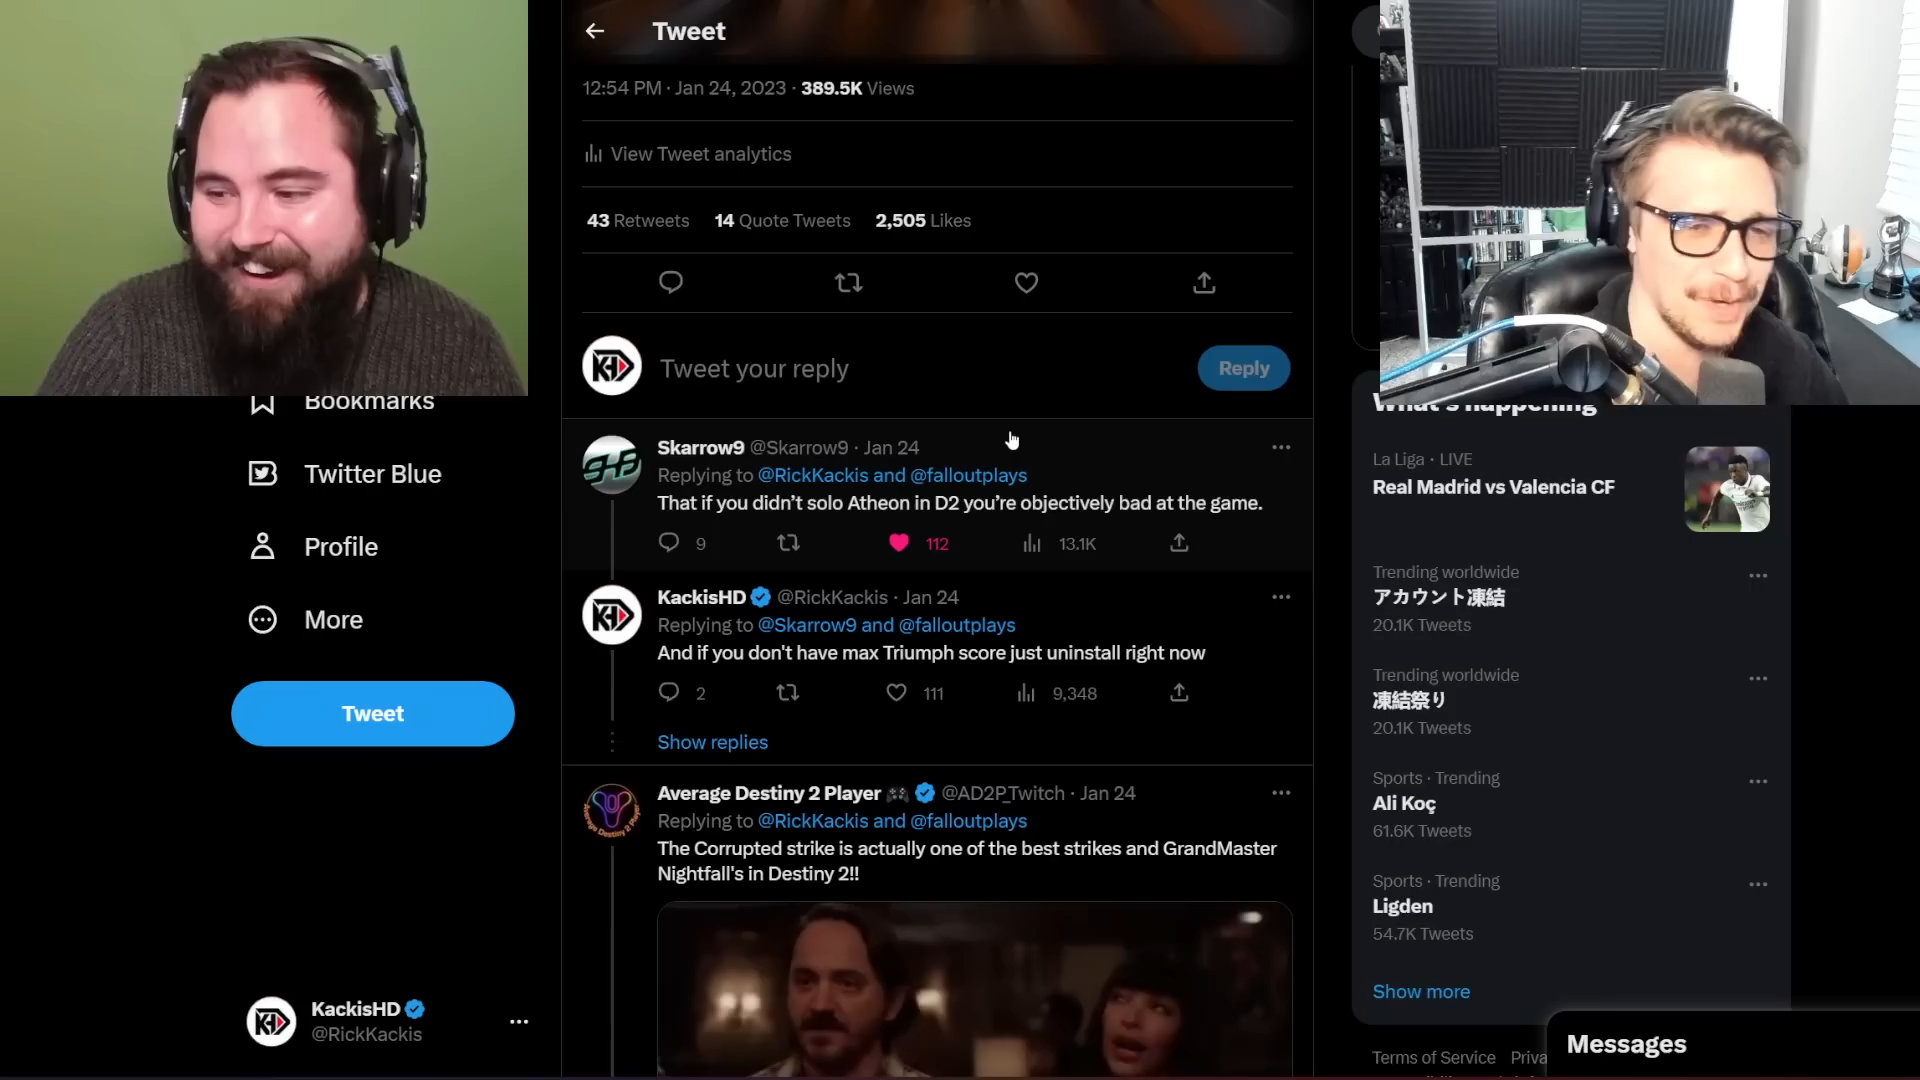 Tweet
12:54 PM · Jan 24, 2023 · 389.5K Views
View Tweet analytics
43 Retweets 14 Quote Tweets 2,505 Likes
Tweet your reply
Reply
Skarrow9 @Skarrow9 · Jan 24
Replying to @RickKackis and @falloutplays
That if you didn’t solo Atheon in D2 you’re objectively bad at the game.
9 112 13.1K
KackisHD @RickKackis · Jan 24
Replying to @Skarrow9 and @falloutplays
And if you don't have max Triumph score just uninstall right now
2 111 9,348
Show replies
Average Destiny 2 Player @AD2P_Twitch · Jan 24
Replying to @RickKackis and @falloutplays
The Corrupted strike is actually one of the best strikes and GrandMaster
Nightfall's in Destiny 2!!
Bookmarks
Twitter Blue
Profile
More
Tweet
KackisHD
@RickKackis
What's happening
La Liga · LIVE
Real Madrid vs Valencia CF
Trending worldwide
アカウント凍結
20.1K Tweets
Trending worldwide
凍結祭り
20.1K Tweets
Sports · Trending
Ali Koç
61.6K Tweets
Sports · Trending
Ligden
54.7K Tweets
Show more
Terms of Service Priva
Messages